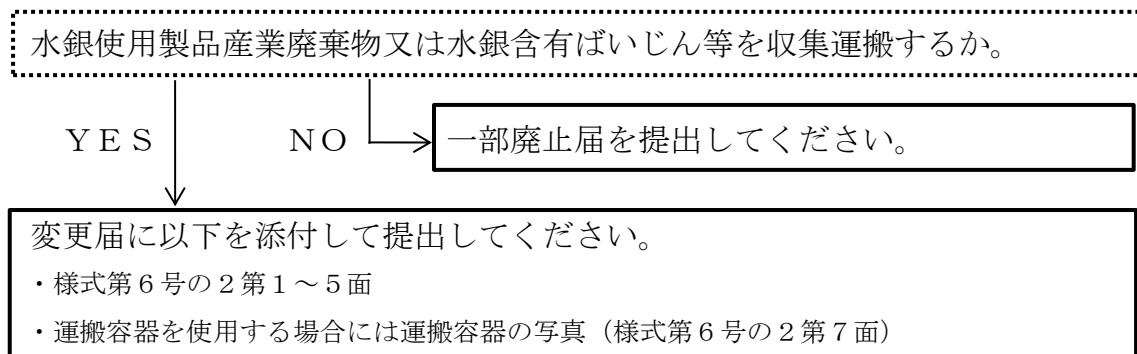 水銀使用製品産業廃棄物又は水銀含有ばいじん等を収集運搬するか。
ＹＥＳ
ＮＯ
一部廃止届を提出してください。
変更届に以下を添付して提出してください。
・様式第６号の２第１～５面
・運搬容器を使用する場合には運搬容器の写真（様式第６号の２第７面）